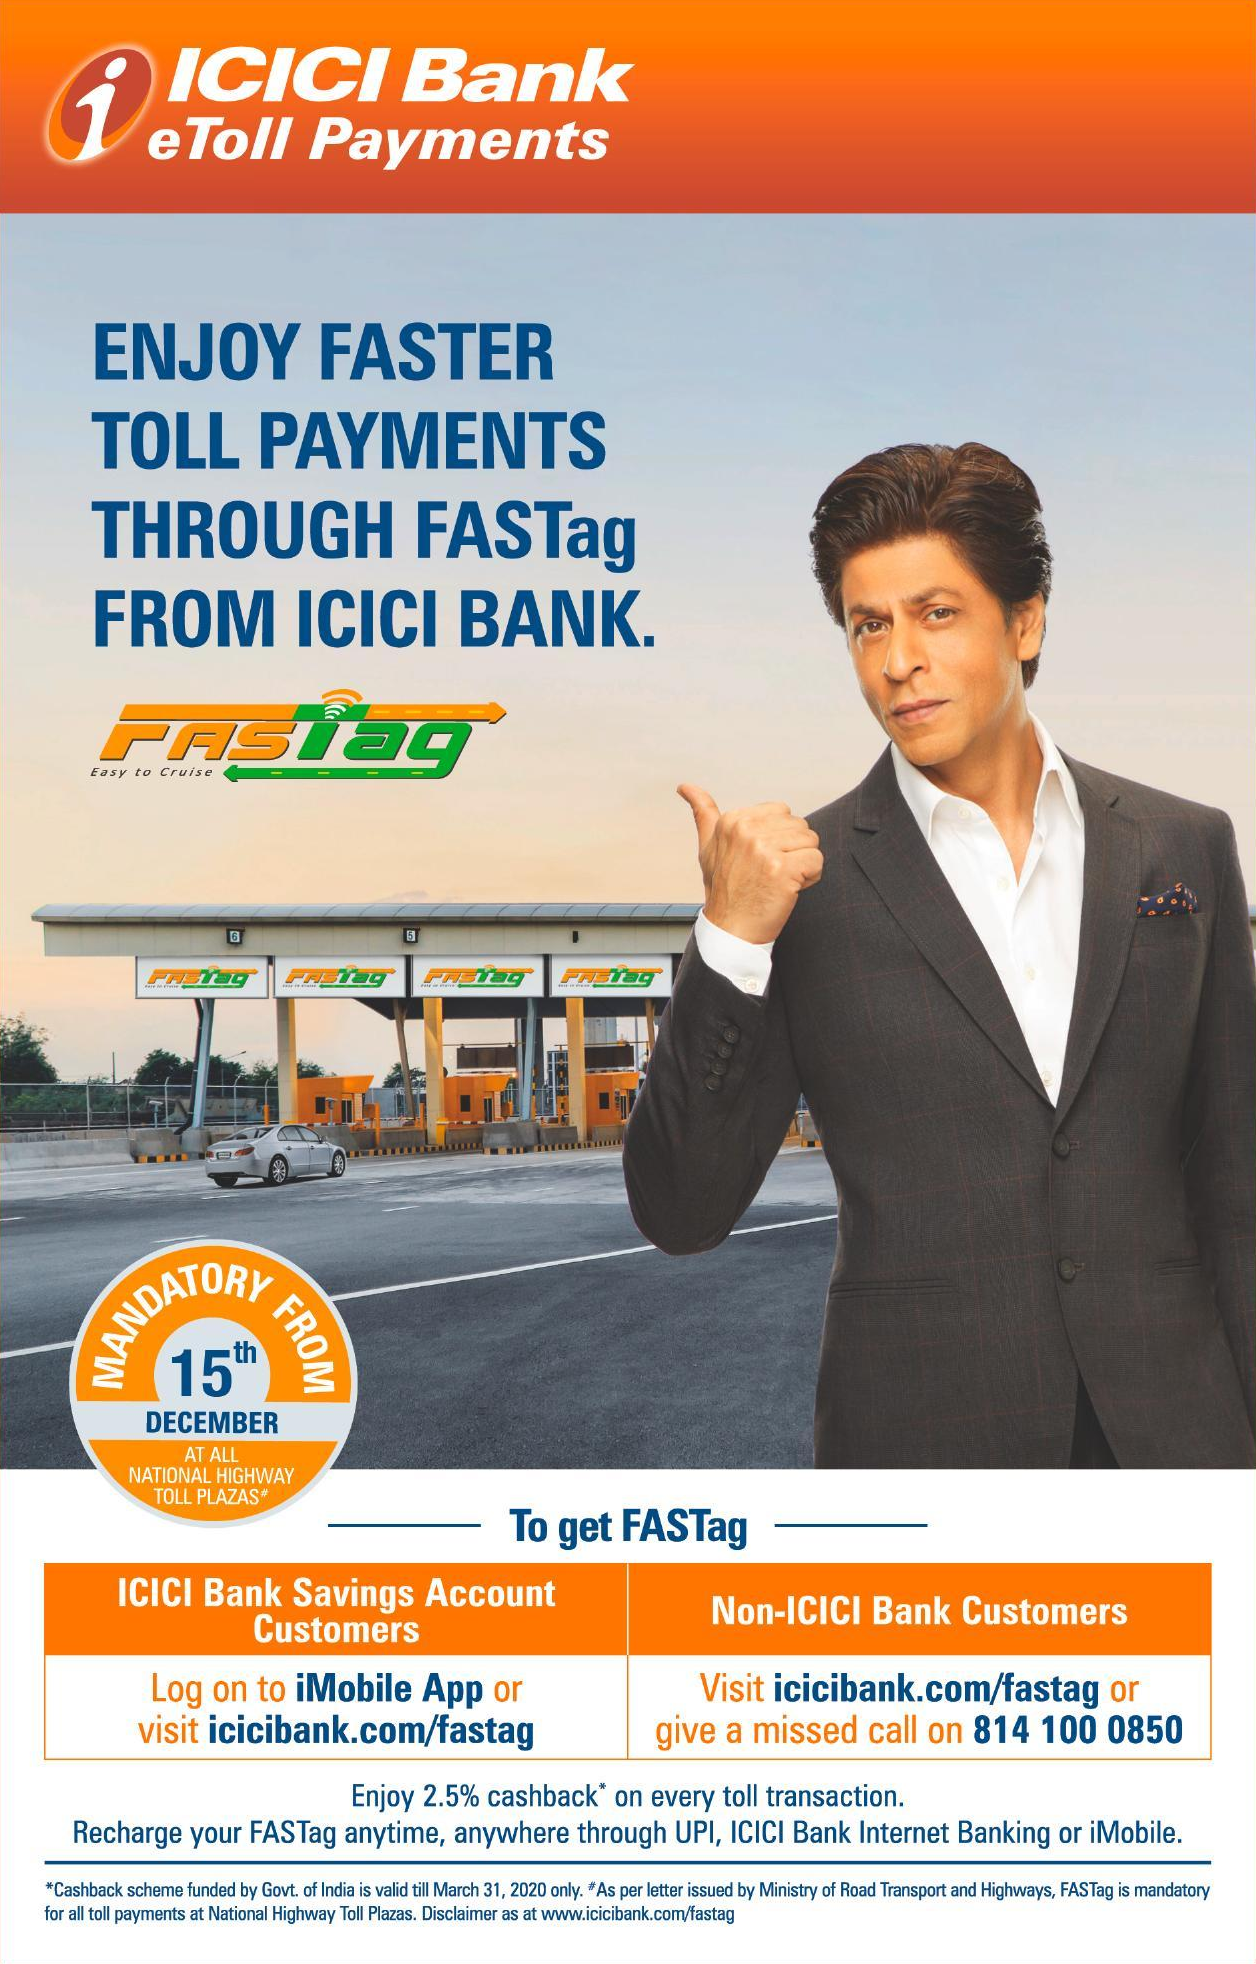 ICICI Bank
eToll Payments
ENJOY FASTER
TOLL PAYMENTS
THROUGH FASTag
FROM ICICI BANK.
FASTag
Easy to Cruise
6
5
FASTag
FASTag
FASTag
FASTag
MANDATORY FROM
15th
DECEMBER
AT ALL
NATIONAL HIGHWAY
TOLL PLAZAS#
To get FASTag
ICICI Bank Savings Account
Customers
Non-ICICI Bank Customers
Log on to iMobile App or
visit icicibank.com/fastag
Visit icicibank.com/fastag or
give a missed call on 814 100 0850
Enjoy 2.5% cashback* on every toll transaction.
Recharge your FASTag anytime, anywhere through UPI, ICICI Bank Internet Banking or iMobile.
*Cashback scheme funded by Govt. of India is valid till March 31, 2020 only. #As per letter issued by Ministry of Road Transport and Highways, FASTag is mandatory
for all toll payments at National Highway Toll Plazas. Disclaimer as at www.icicibank.com/fastag